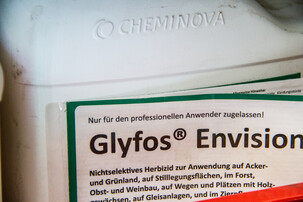 CHEMINOVA
Nur für den professionellen Anwender zugelassen!
Glyfos® Envision
Nichtselektives Herbizid zur Anwendung auf Acker-
und Grünland, auf Stilllegungsflächen, im Forst,
Obst- und Weinbau, auf Wegen und Plätzen mit Holz-
gewächsen, auf Gleisanlagen, und im Zierpfl